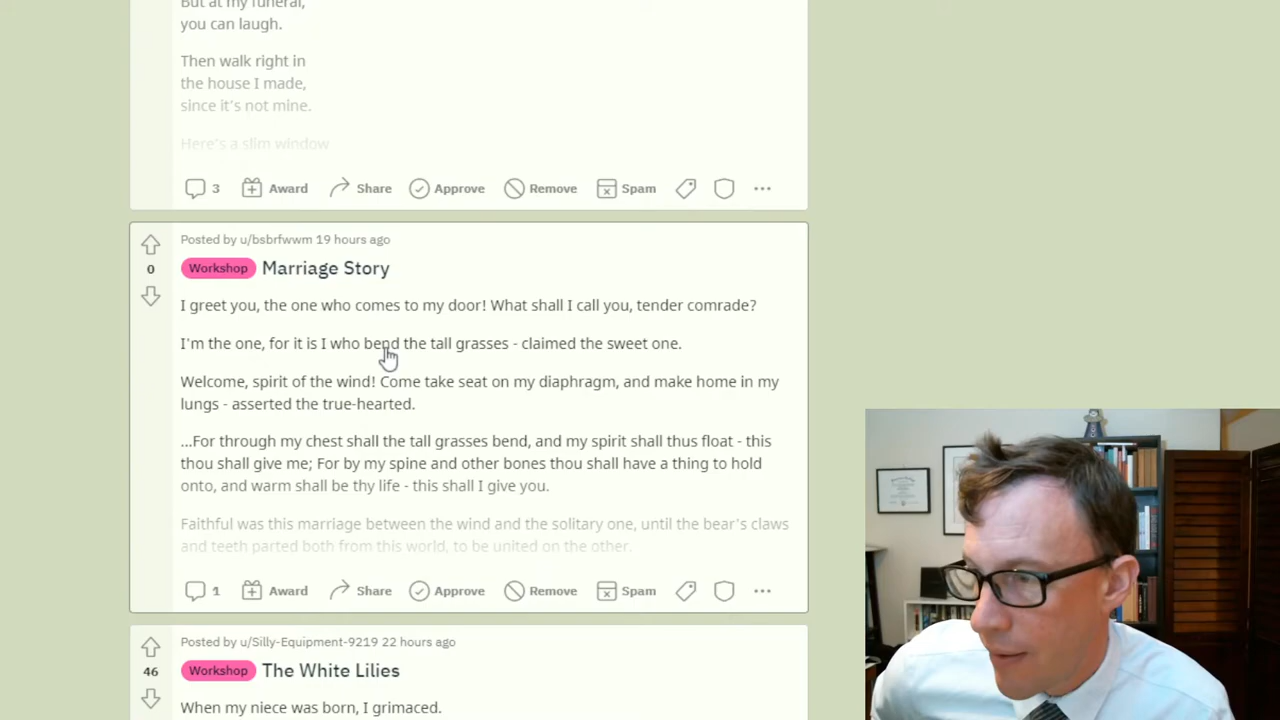 But at my funeral,
you can laugh.
Then walk right in
the house I made,
since it's not mine.
Here's a slim window
3 Award Share Approve Remove Spam
Posted by u/bsbrfwwm 19 hours ago
0
Workshop Marriage Story
I greet you, the one who comes to my door! What shall I call you, tender comrade?
I'm the one, for it is I who bend the tall grasses - claimed the sweet one.
Welcome, spirit of the wind! Come take seat on my diaphragm, and make home in my
lungs - asserted the true-hearted.
...For through my chest shall the tall grasses bend, and my spirit shall thus float - this
thou shall give me; For by my spine and other bones thou shall have a thing to hold
onto, and warm shall be thy life - this shall I give you.
Faithful was this marriage between the wind and the solitary one, until the bear's claws
and teeth parted both from this world, to be united on the other.
1 Award Share Approve Remove Spam
Posted by u/Silly-Equipment-9219 22 hours ago
46
Workshop The White Lilies
When my niece was born, I grimaced.